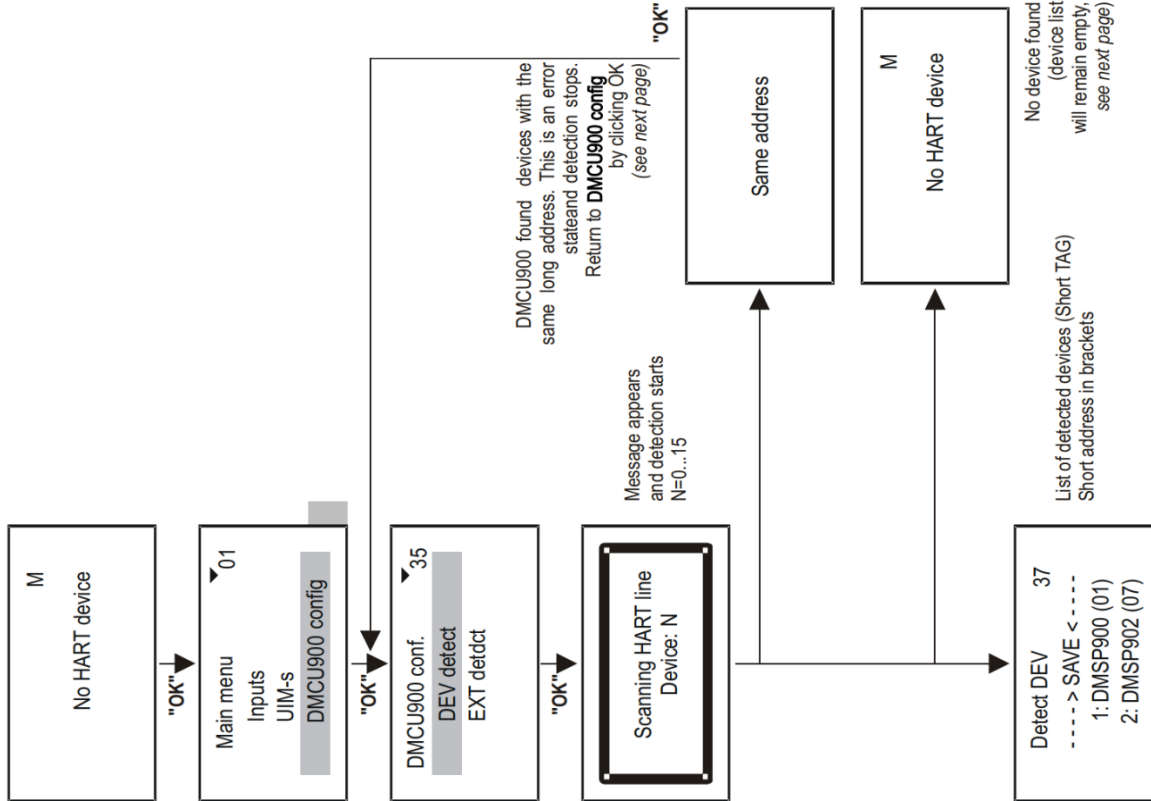 M
No HART device
"OK"
Main menu
01
Inputs
UIM-s
DMCU900 config
"OK"
DMCU900 conf.
35
DEV detect
EXT detdct
"OK"
Scanning HART line
Device: N
Message appears
and detection starts
N=0...15
DMCU900 found devices with the
same long address. This is an error
stateand detection stops.
Return to DMCU900 config
by clicking OK
(see next page)
"OK"
Same address
M
No HART device
No device found
(device list
will remain empty,
see next page)
Detect DEV
37
- - - - > SAVE < - - - -
1: DMSP900 (01)
2: DMSP902 (07)
List of detected devices (Short TAG)
Short address in brackets